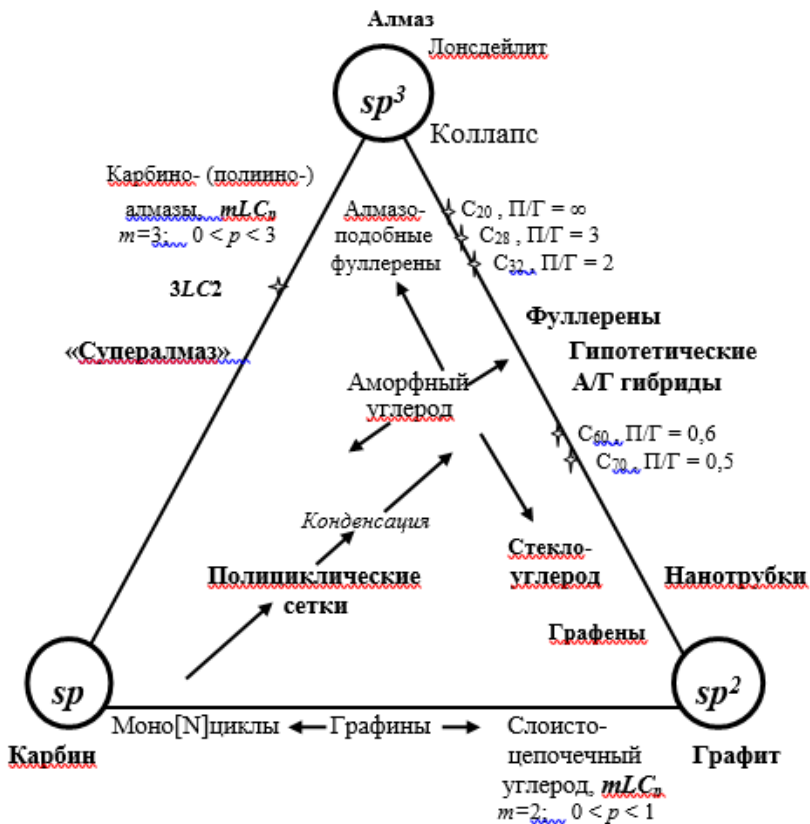 Алмаз
Лонсдейлит
sp³
Коллапс
Карбино- (полиино-)
алмазы, mLCn
m=3; 0 < p < 3
Алмазо-
подобные
фуллерены
C₂₀ , П/Г = ∞
C₂₈ , П/Г = 3
C₃₂ , П/Г = 2
3LC2
«Супералмаз»
Фуллерены
Гипотетические
А/Г гибриды
Аморфный
углерод
C₆₀ , П/Г = 0,6
C₇₀ , П/Г = 0,5
Конденсация
Полициклические
сетки
Стекло-
углерод
Нанотрубки
Графены
sp
sp²
Карбин
Моно[N]циклы
Графины
Слоисто-
цепочечный
углерод, mLCn
m=2; 0 < p < 1
Графит